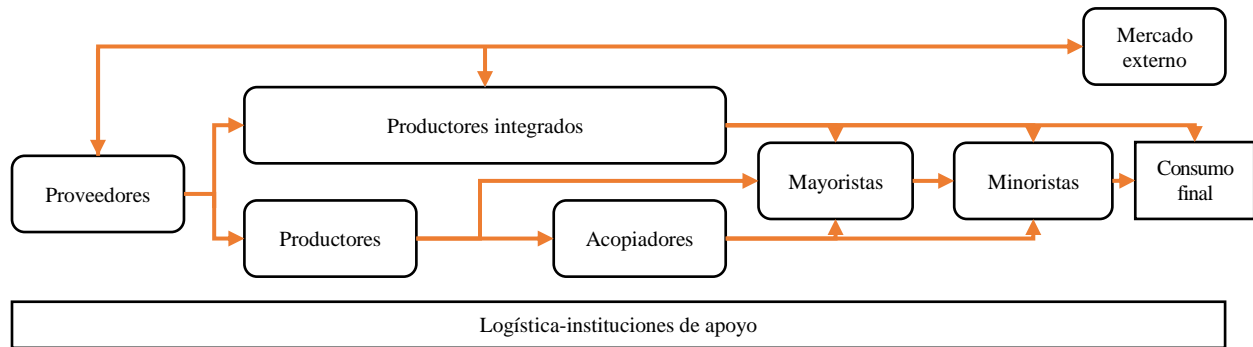 Mercado
externo
Productores integrados
Proveedores
Mayoristas
Minoristas
Consumo
final
Productores
Acopiadores
Logística-instituciones de apoyo